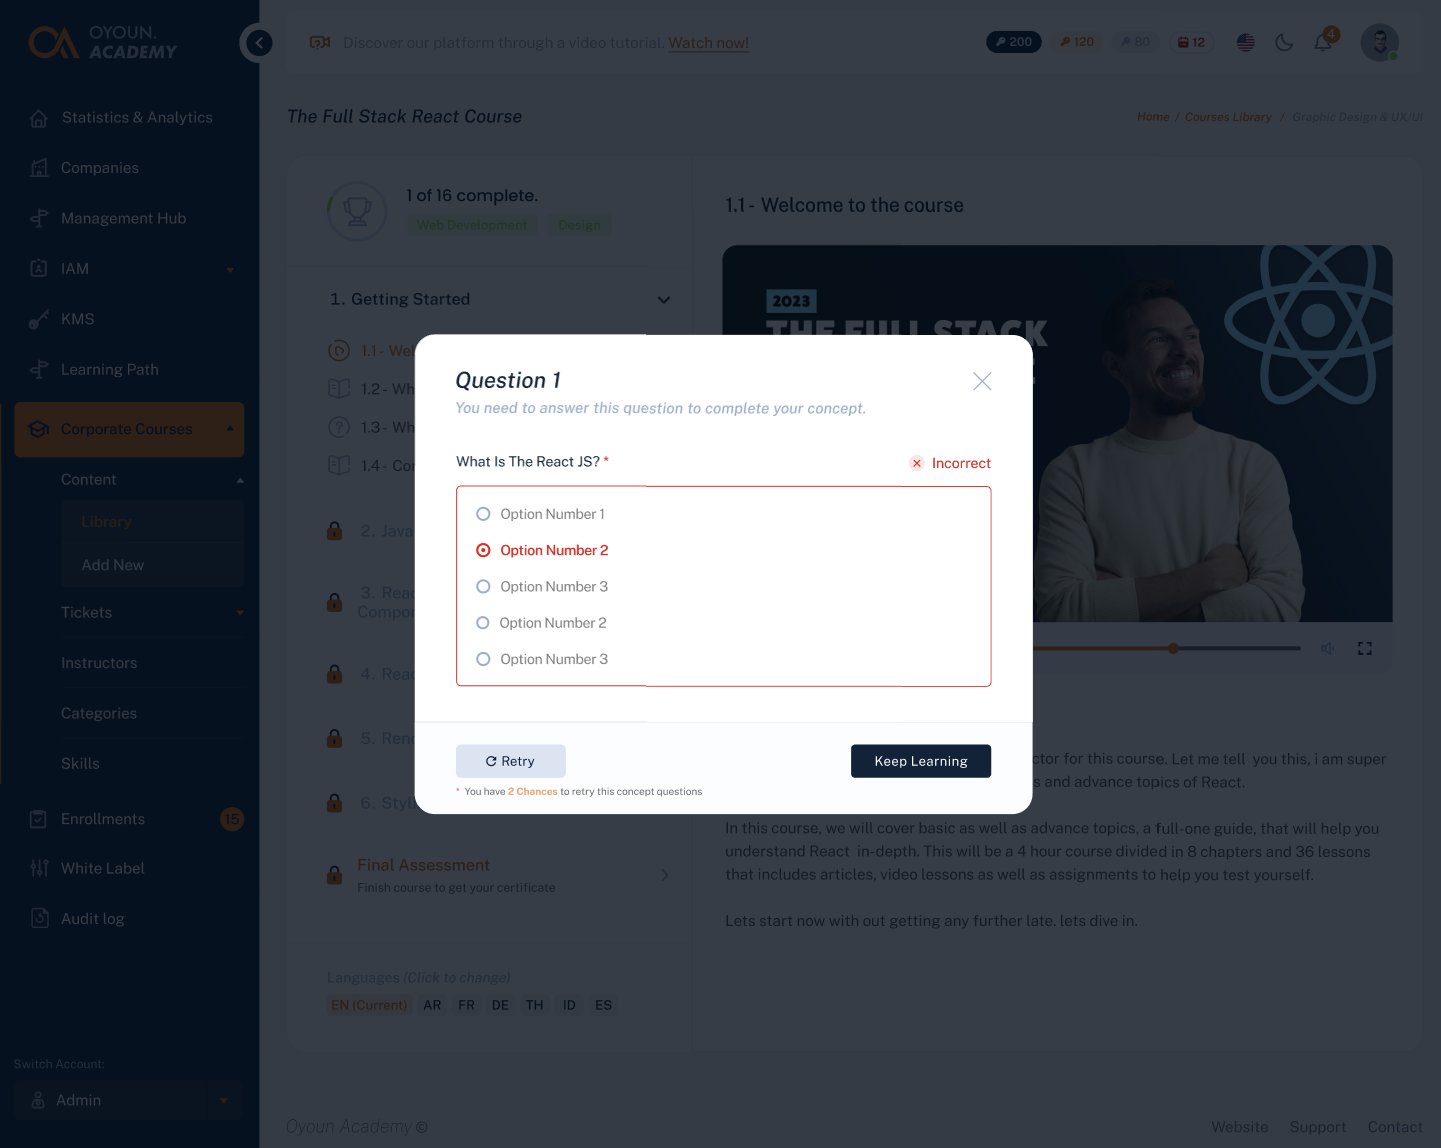 OYOUN.
ACADEMY
Discover our platform through a video tutorial. Watch now!
200
120
80
12
4
Statistics & Analytics
Companies
Management Hub
IAM
KMS
Learning Path
Corporate Courses
Content
Library
Add New
Tickets
Instructors
Categories
Skills
Enrollments
15
White Label
Audit log
Switch Account:
Admin
The Full Stack React Course
Home / Courses Library / Graphic Design & UX/UI
1 of 16 complete.
Web Development
Design
1. Getting Started
1.1 - Wel
1.2 - Wh
1.3 - Wh
1.4 - Con
2. Java
3. Reac
Compo
4. Reac
5. Rend
6. Styli
Final Assessment
Finish course to get your certificate
Languages (Click to change)
EN (Current)
AR
FR
DE
TH
ID
ES
1.1 - Welcome to the course
2023
THE FULL STACK
Question 1
You need to answer this question to complete your concept.
What Is The React JS? *
Incorrect
Option Number 1
Option Number 2
Option Number 3
Option Number 2
Option Number 3
Retry
Keep Learning
* You have 2 Chances to retry this concept questions
ctor for this course. Let me tell you this, i am super
s and advance topics of React.
In this course, we will cover basic as well as advance topics, a full-one guide, that will help you
understand React in-depth. This will be a 4 hour course divided in 8 chapters and 36 lessons
that includes articles, video lessons as well as assignments to help you test yourself.
Lets start now with out getting any further late. lets dive in.
Oyoun Academy ©
Website
Support
Contact